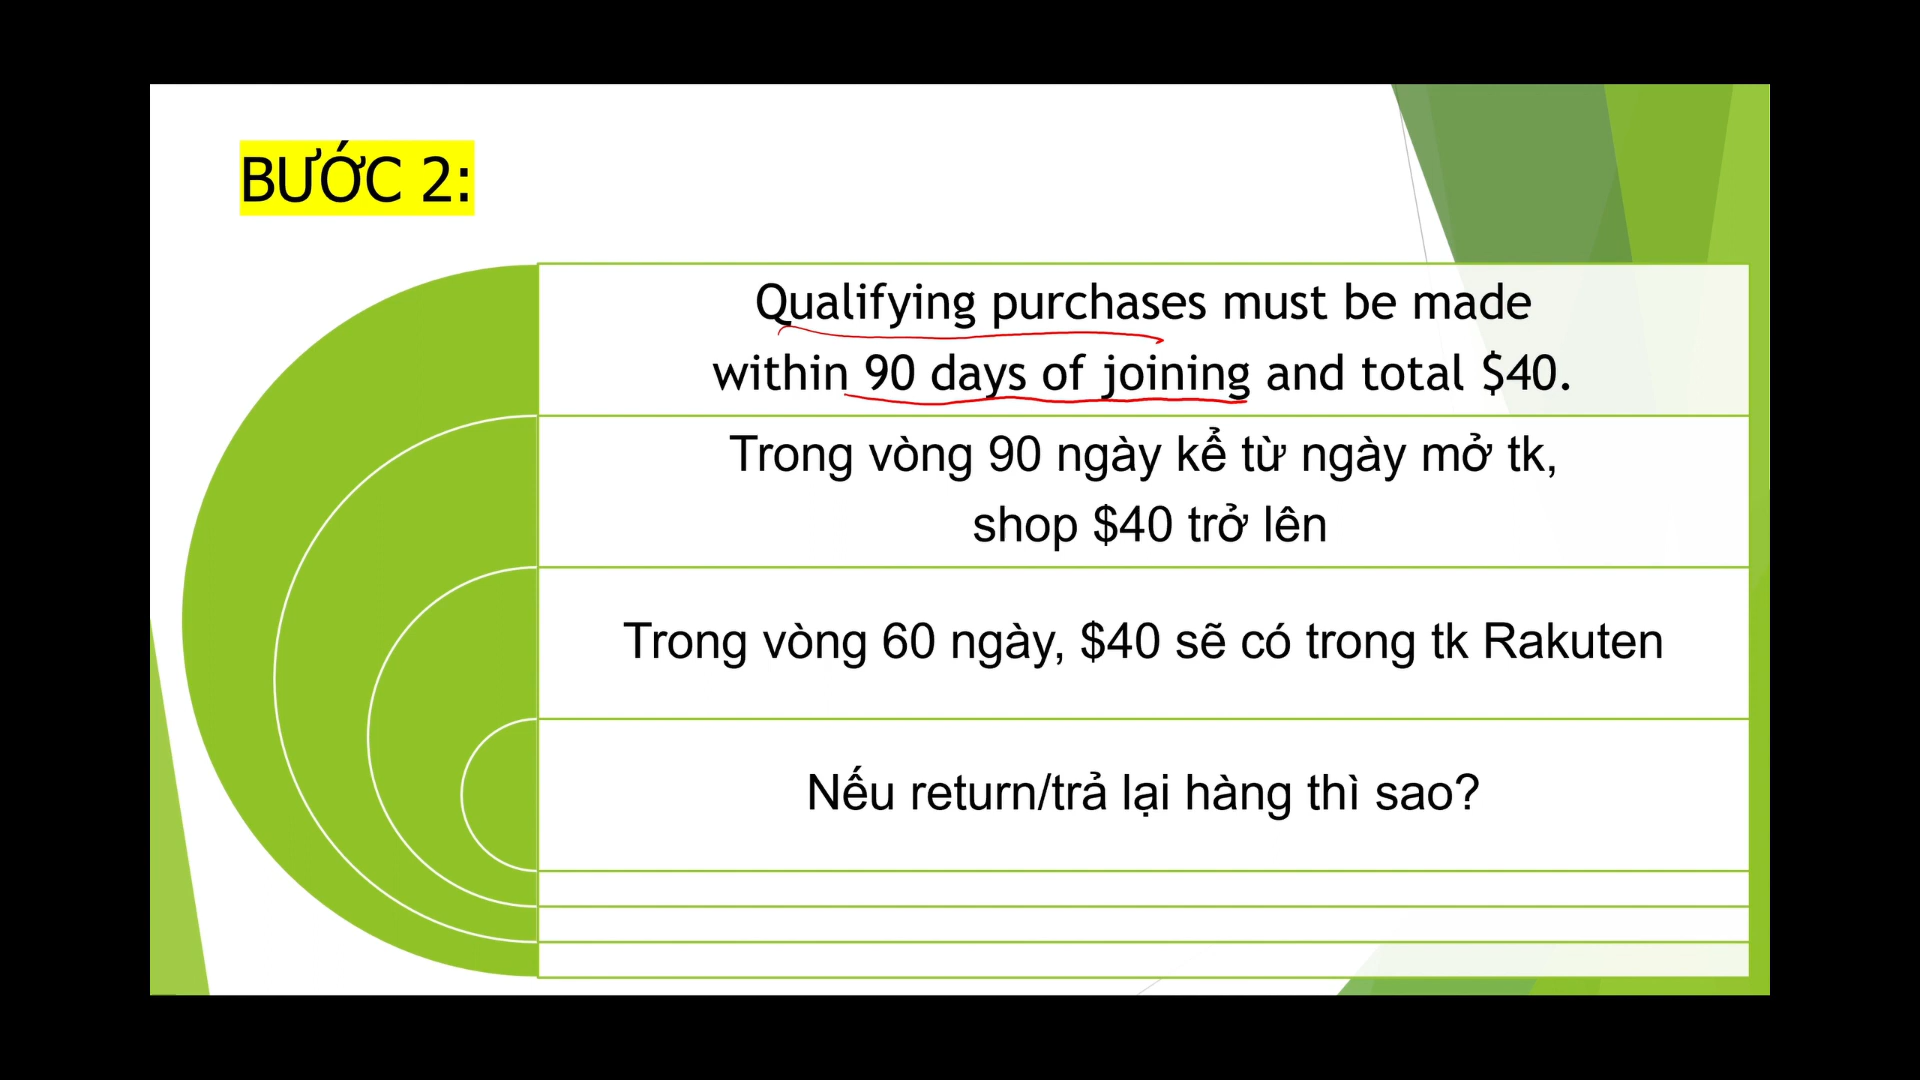 BƯỚC 2:
Qualifying purchases must be made
within 90 days of joining and total $40.
Trong vòng 90 ngày kể từ ngày mở tk,
shop $40 trở lên
Trong vòng 60 ngày, $40 sẽ có trong tk Rakuten
Nếu return/trả lại hàng thì sao?